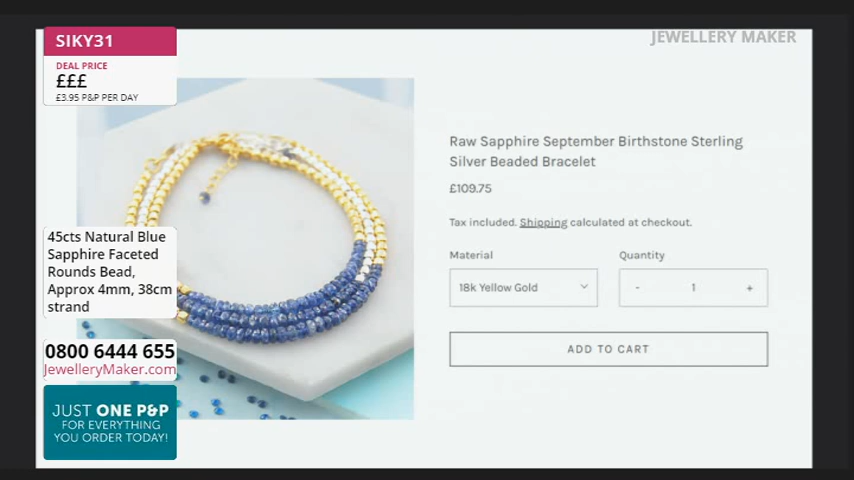 SIKY31
DEAL PRICE
£££
£3.95 P&P PER DAY
45cts Natural Blue
Sapphire Faceted
Rounds Bead,
Approx 4mm, 38cm
strand
0800 6444 655
JewelleryMaker.com
JUST ONE P&P
FOR EVERYTHING
YOU ORDER TODAY!
JEWELLERY MAKER
Raw Sapphire September Birthstone Sterling
Silver Beaded Bracelet
£109.75
Tax included. Shipping calculated at checkout.
Material
Quantity
18k Yellow Gold
- 1 +
ADD TO CART